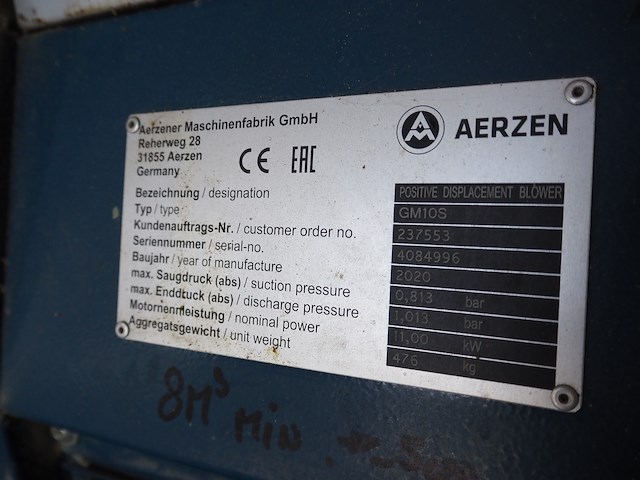 Aerzener Maschinenfabrik GmbH
Reherweg 28
31855 Aerzen
Germany
CE EAC
AERZEN
Bezeichnung / designation POSITIVE DISPLACEMENT BLOWER
Typ / type GM10S
Kundenauftrags-Nr. / customer order no. 237553
Seriennummer / serial-no. 4084996
Baujahr / year of manufacture 2020
max. Saugdruck (abs) / suction pressure 0,813 bar
max. Enddruck (abs) / discharge pressure 1,013 bar
Motornennleistung / nominal power 11,00 kW
Aggregatsgewicht / unit weight 476 kg
8M³ MIN